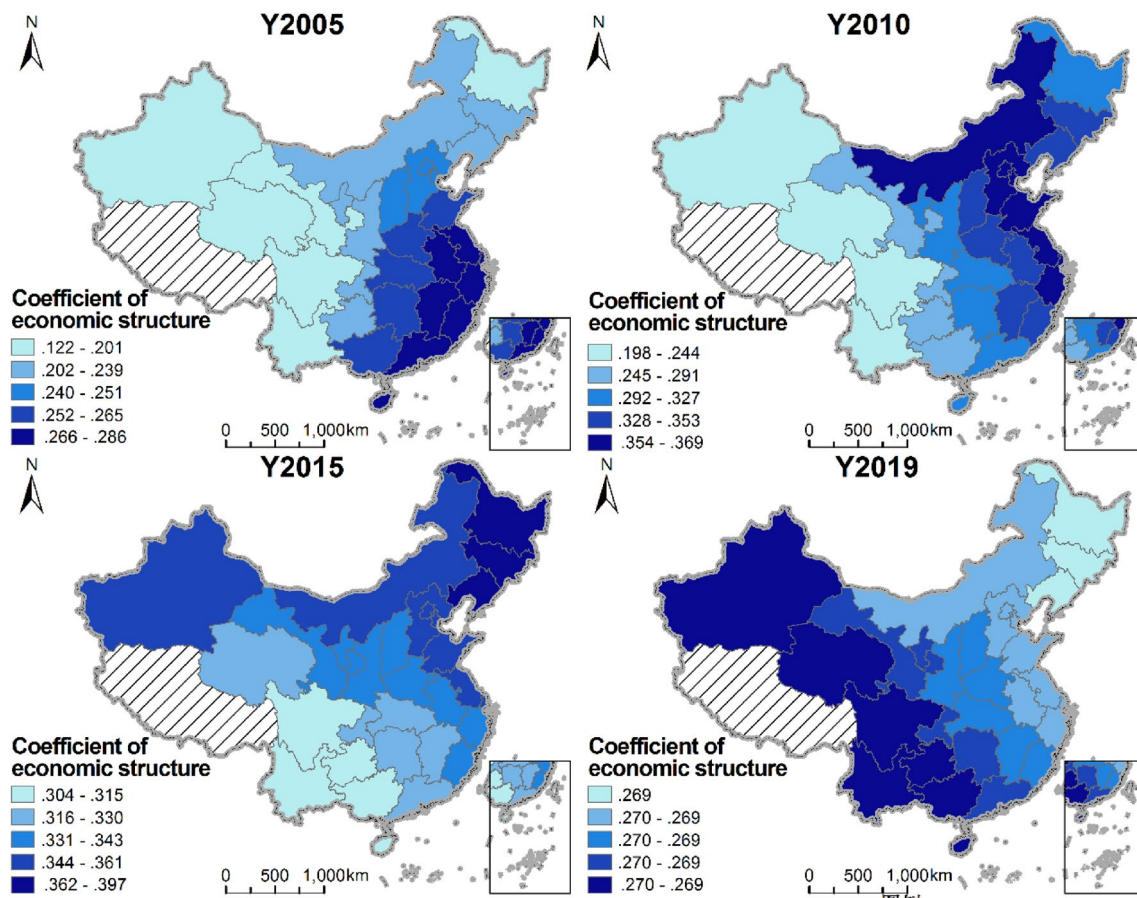 N
Y2005
Coefficient of
economic structure
.122 - .201
.202 - .239
.240 - .251
.252 - .265
.266 - .286
0 500 1,000km
N
Y2010
Coefficient of
economic structure
.198 - .244
.245 - .291
.292 - .327
.328 - .353
.354 - .369
0 500 1,000km
N
Y2015
Coefficient of
economic structure
.304 - .315
.316 - .330
.331 - .343
.344 - .361
.362 - .397
0 500 1,000km
N
Y2019
Coefficient of
economic structure
.269
.270 - .269
.270 - .269
.270 - .269
.270 - .269
0 500 1,000km